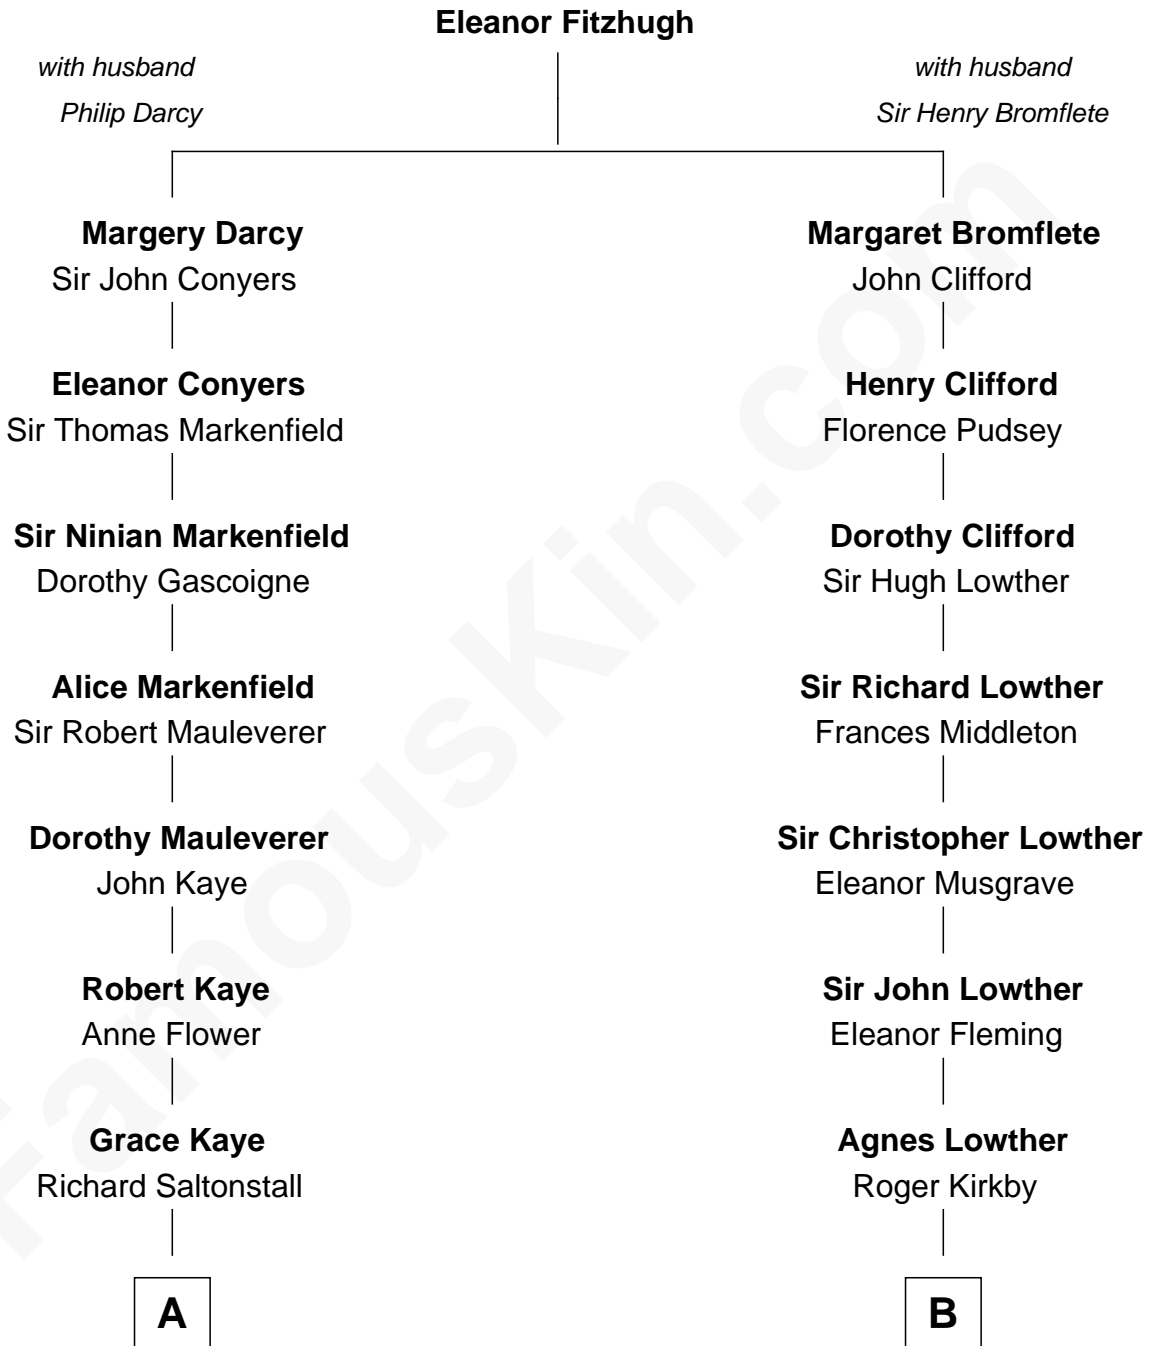 Eleanor Fitzhugh
with husband
Philip Darcy
with husband
Sir Henry Bromflete
Margery Darcy
Sir John Conyers
Eleanor Conyers
Sir Thomas Markenfield
Sir Ninian Markenfield
Dorothy Gascoigne
Alice Markenfield
Sir Robert Mauleverer
Dorothy Mauleverer
John Kaye
Robert Kaye
Anne Flower
Grace Kaye
Richard Saltonstall
A
Margaret Bromflete
John Clifford
Henry Clifford
Florence Pudsey
Dorothy Clifford
Sir Hugh Lowther
Sir Richard Lowther
Frances Middleton
Sir Christopher Lowther
Eleanor Musgrave
Sir John Lowther
Eleanor Fleming
Agnes Lowther
Roger Kirkby
B
FamousKin.com